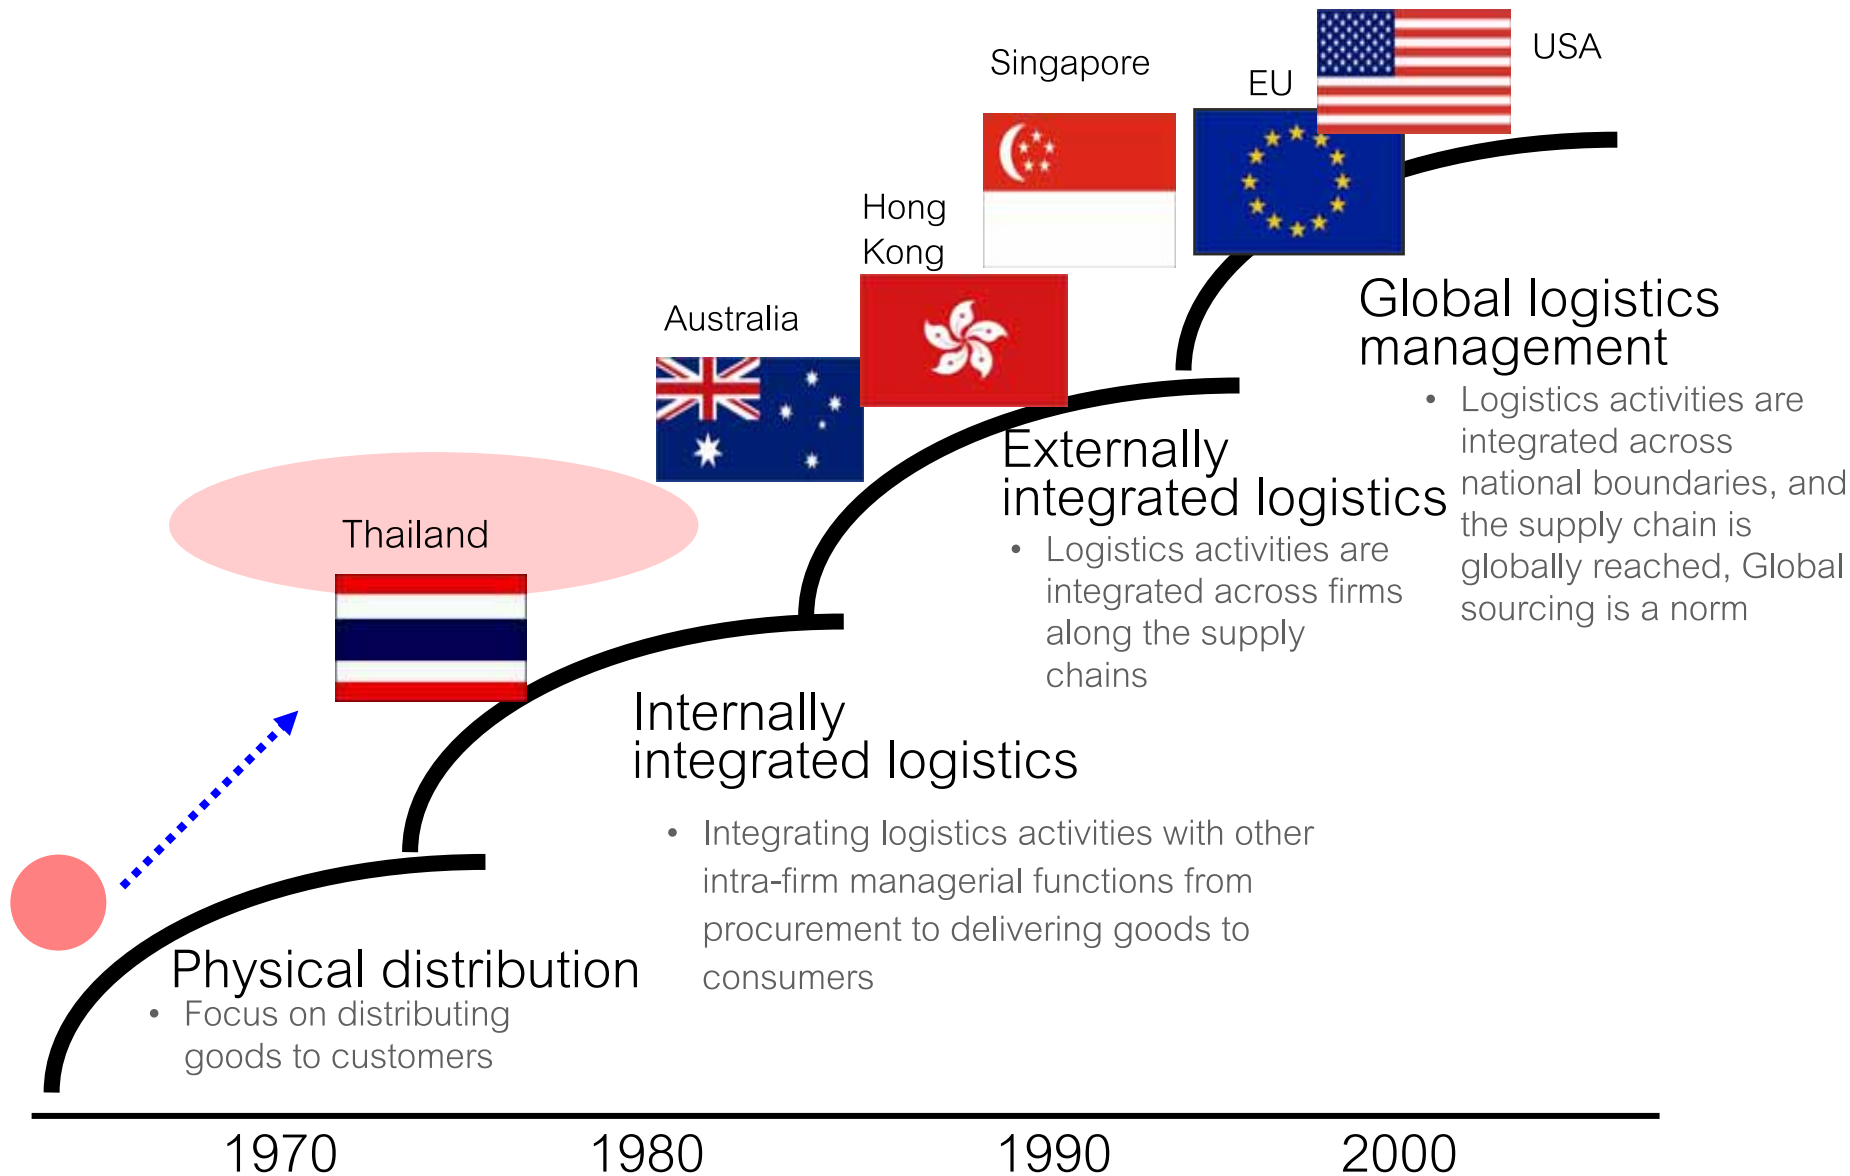 USA
Singapore
EU
Hong
Kong
Australia
Thailand
Global logistics
management
• Logistics activities are
integrated across
national boundaries, and
the supply chain is
globally reached, Global
sourcing is a norm
Externally
integrated logistics
• Logistics activities are
integrated across firms
along the supply
chains
Internally
integrated logistics
• Integrating logistics activities with other
intra-firm managerial functions from
procurement to delivering goods to
consumers
Physical distribution
• Focus on distributing
goods to customers
1970 1980 1990 2000